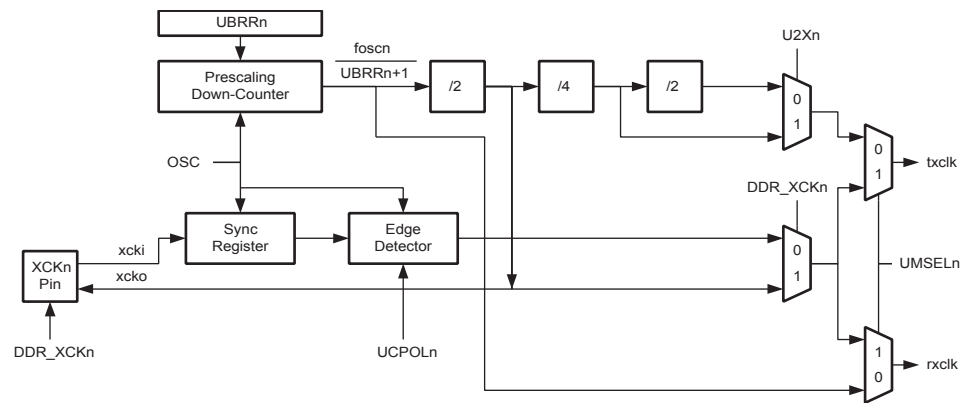 UBRRn
U2Xn
foscn
UBRRn+1
Prescaling
Down-Counter
/2
/4
/2
0
1
OSC
0
1
txclk
DDR_XCKn
Sync
Register
Edge
Detector
xcki
0
1
UMSELn
XCKn
Pin
xcko
DDR_XCKn
UCPOLn
1
0
rxclk